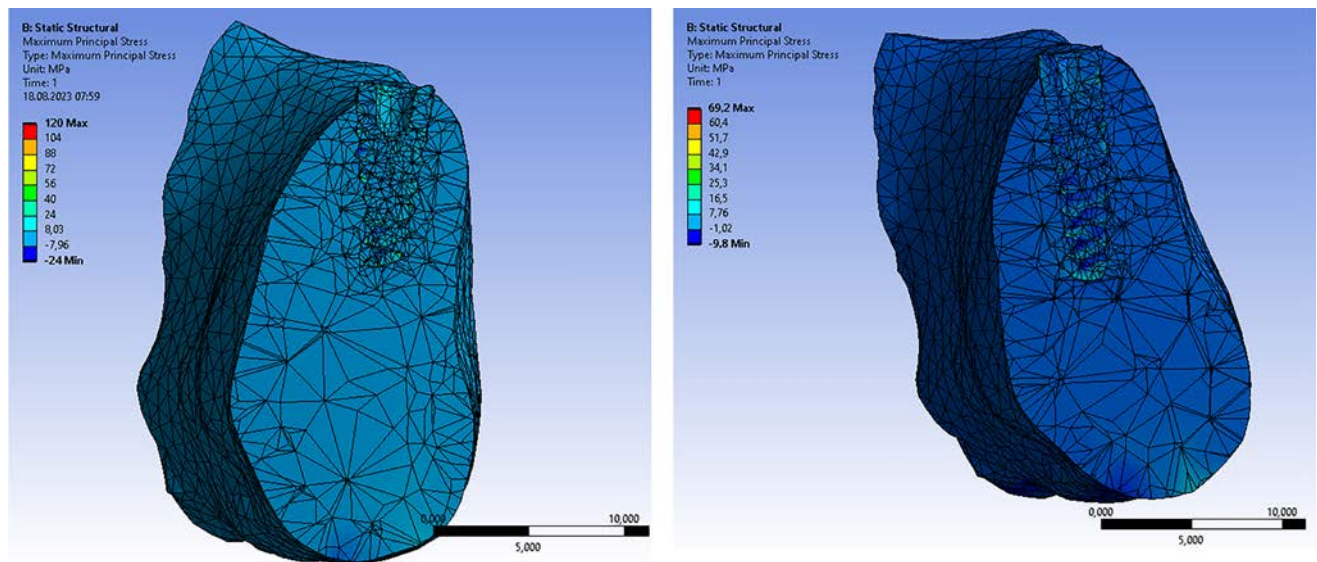 B: Static Structural
Maximum Principal Stress
Type: Maximum Principal Stress
Unit: MPa
Time: 1
18.08.2023 07:59
120 Max
104
88
72
56
40
24
8,03
-7,96
-24 Min
0,000
10,000
5,000
B: Static Structural
Maximum Principal Stress
Type: Maximum Principal Stress
Unit: MPa
Time: 1
69,2 Max
60,4
51,7
42,9
34,1
25,3
16,5
7,76
-1,02
-9.8 Min
0,000
10,000
5,000